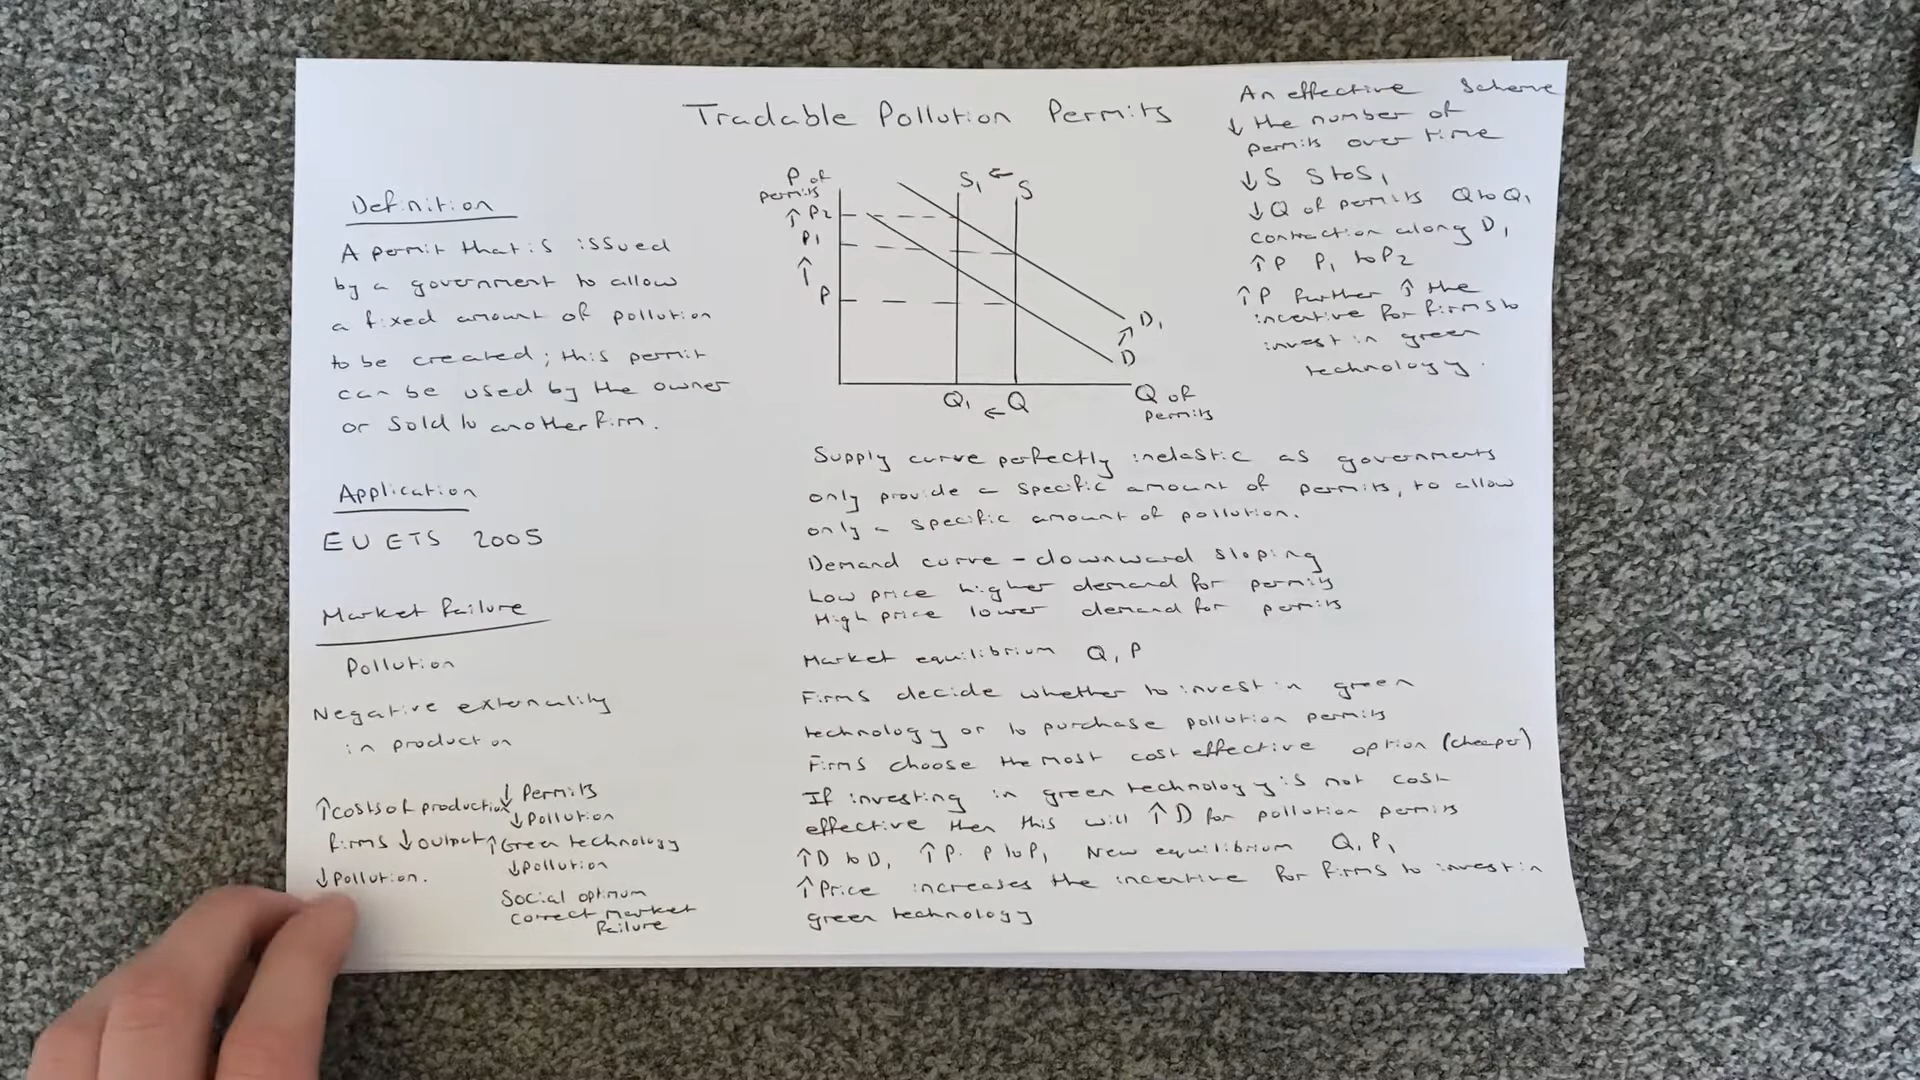 Tradable Pollution Permits
Definition
A permit that is issued
by a government to allow
a fixed amount of pollution
to be created; this permit
can be used by the owner
or sold to another firm.
Application
EU ETS 2005
Market failure
Pollution
Negative externality
in production
↑costs of production
firms ↓output
↓pollution.
↓ Permits
↓Pollution
↑Green technology
↓Pollution
Social optimum
correct market
failure
P of
permits
↑ P2
P1
↑
P
S1 ← S
D1
↗
D
Q1 ← Q
Q of
permits
An effective scheme
↓ the number of
permits over time
↓S S to S1
↓Q of permits Q to Q1
contraction along D1
↑P P1 to P2
↑P further ↑ the
incentive for firms to
invest in green
technology.
Supply curve perfectly inelastic as governments
only provide a specific amount of permits, to allow
only a specific amount of pollution.
Demand curve - downward sloping
Low price higher demand for permits
High price lower demand for permits
Market equilibrium Q, P
Firms decide whether to invest in green
technology or to purchase pollution permits
Firms choose the most cost effective option (cheaper)
If investing in green technology is not cost
effective then this will ↑ D for pollution permits
↑D to D1 ↑P. P to P1 New equilibrium Q, P1
↑Price increases the incentive for firms to invest in
green technology